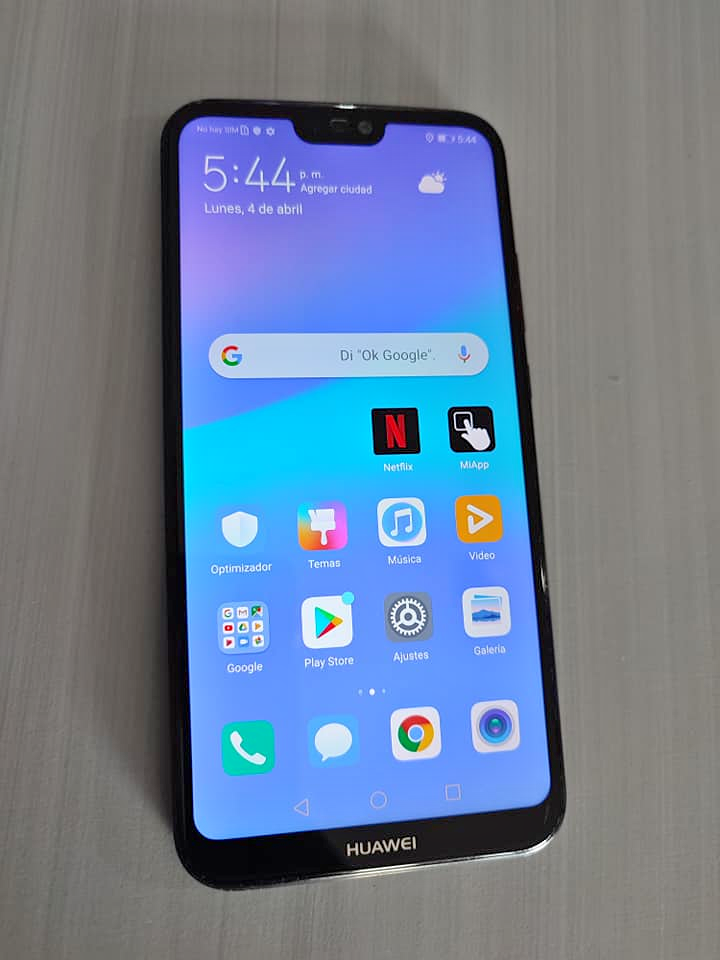 No hay SIM
5:44
5:44 p. m.
Agregar ciudad
Lunes, 4 de abril
G
Di "Ok Google".
N
Netflix
MiApp
Optimizador
Temas
Música
Video
Google
Play Store
Ajustes
Galería
HUAWEI